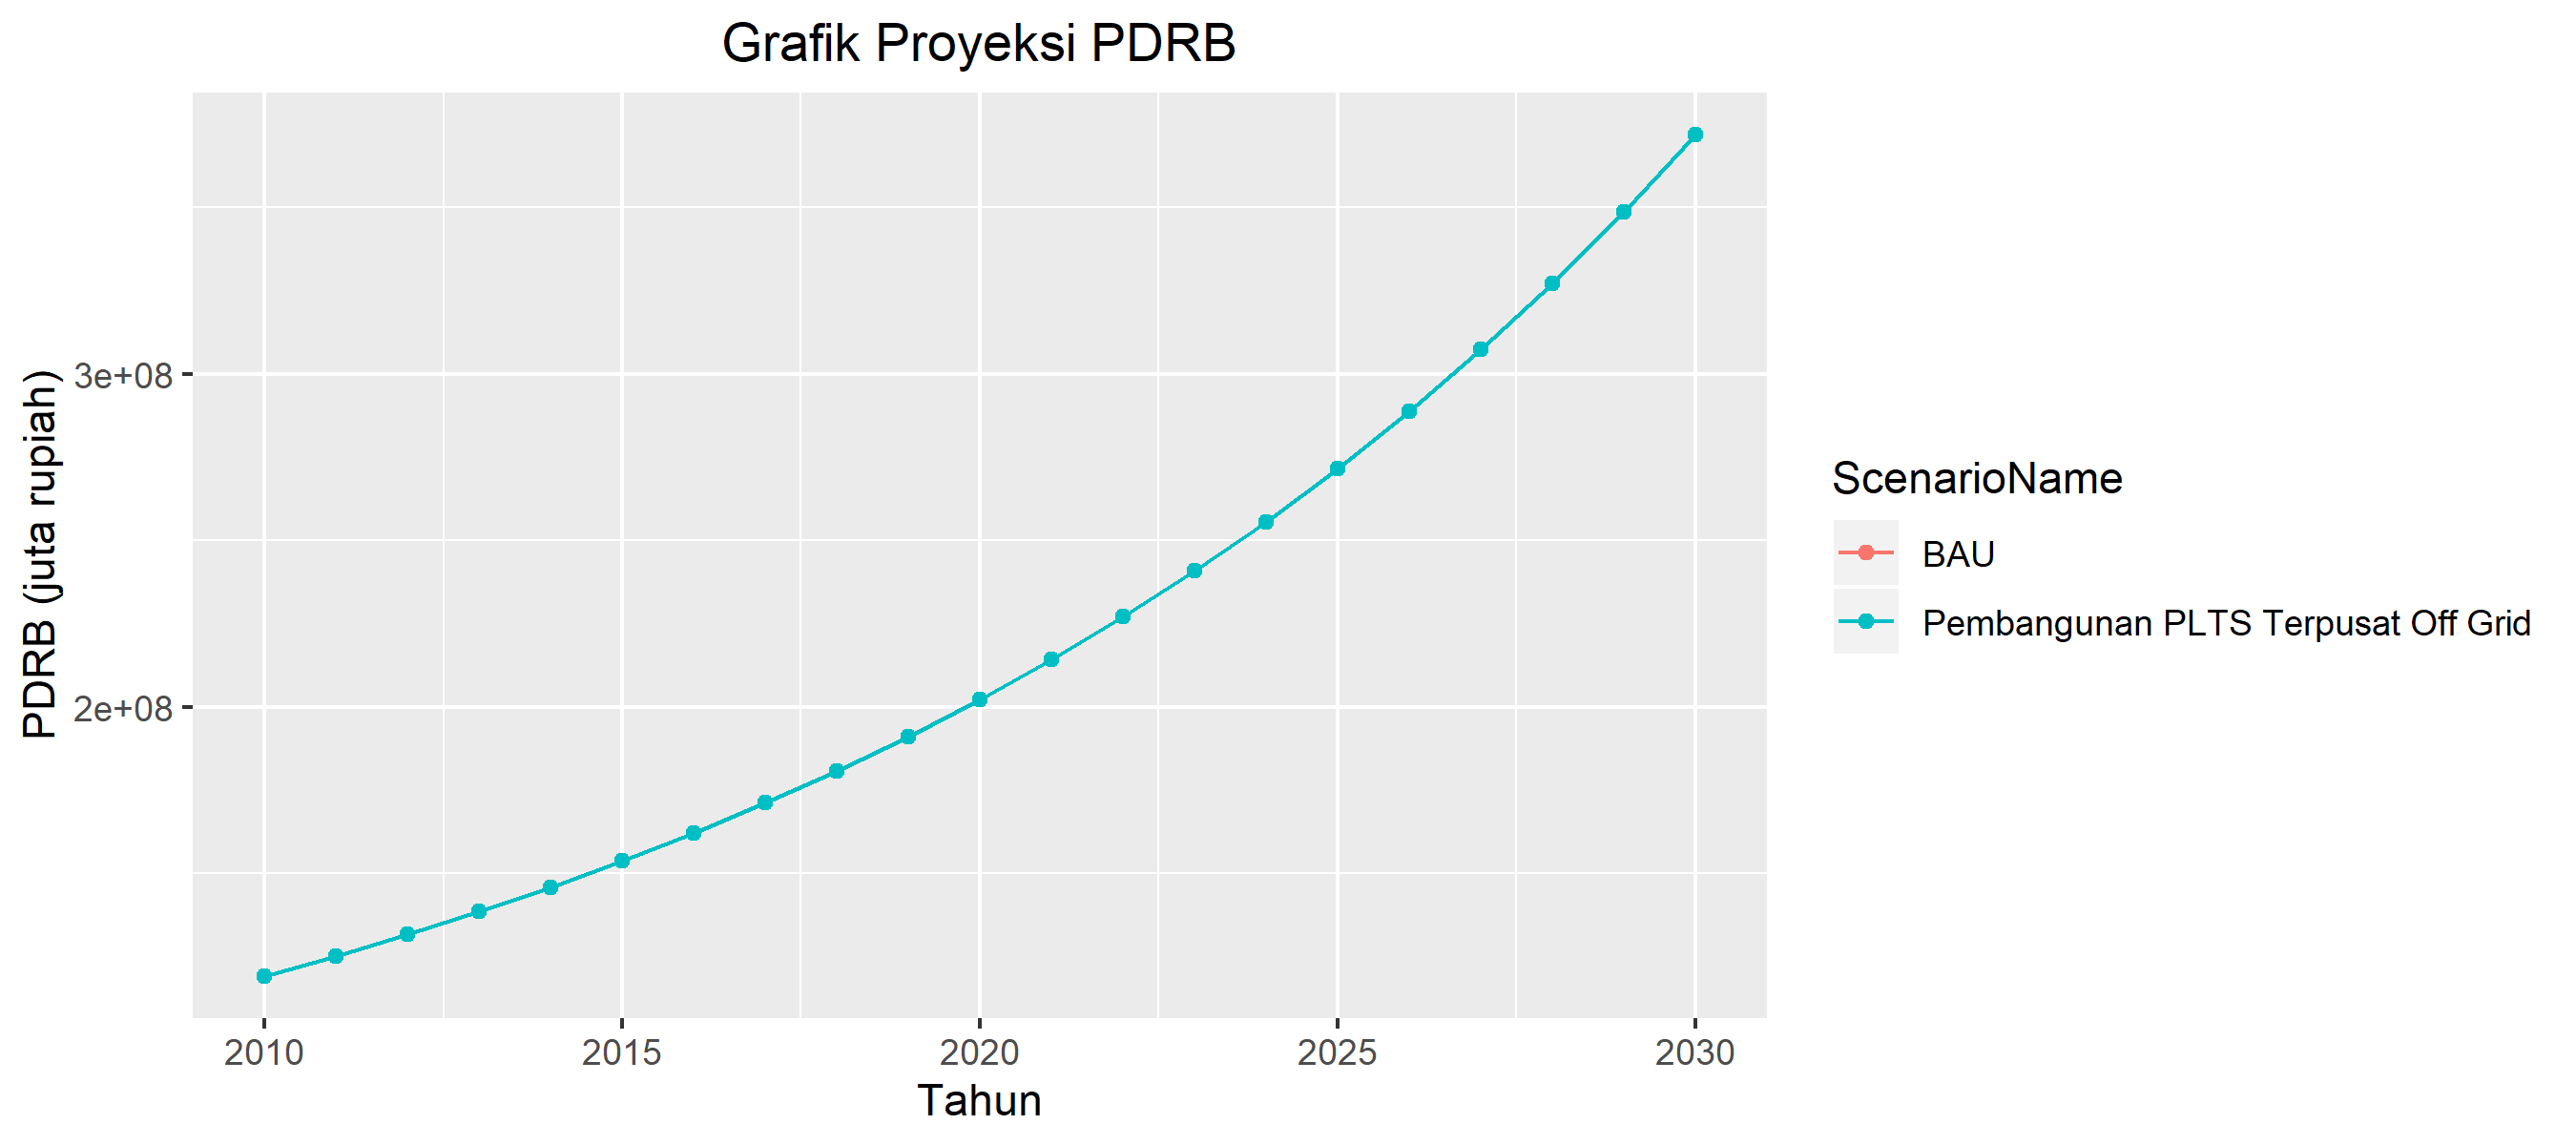 Grafik Proyeksi PDRB
PDRB (juta rupiah)
3e+08
2e+08
2010 2015 2020 2025 2030
Tahun
ScenarioName
BAU
Pembangunan PLTS Terpusat Off Grid